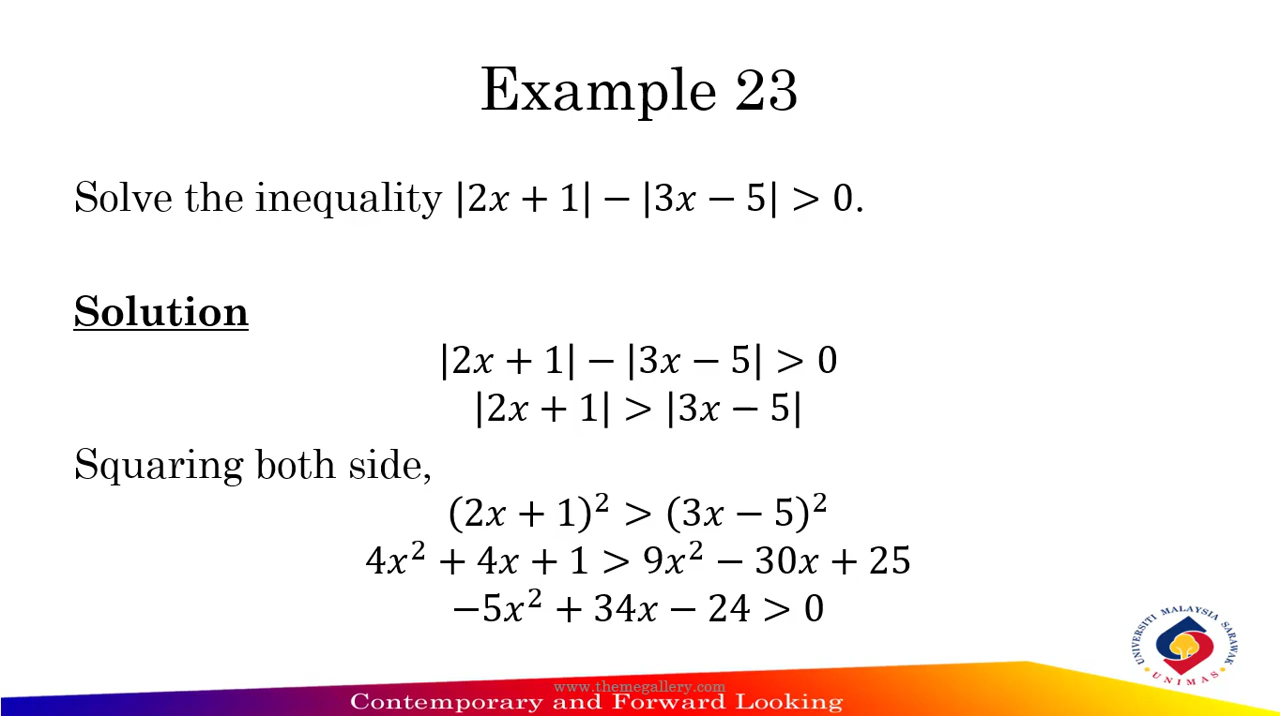 Example 23
Solve the inequality |2x + 1| − |3x − 5| > 0.
Solution
|2x + 1| − |3x − 5| > 0
|2x + 1| > |3x − 5|
Squaring both side,
(2x + 1)² > (3x − 5)²
4x² + 4x + 1 > 9x² − 30x + 25
−5x² + 34x − 24 > 0
UNIVERSITI MALAYSIA SARAWAK
UNIMAS
www.themegallery.com
Contemporary and Forward Looking